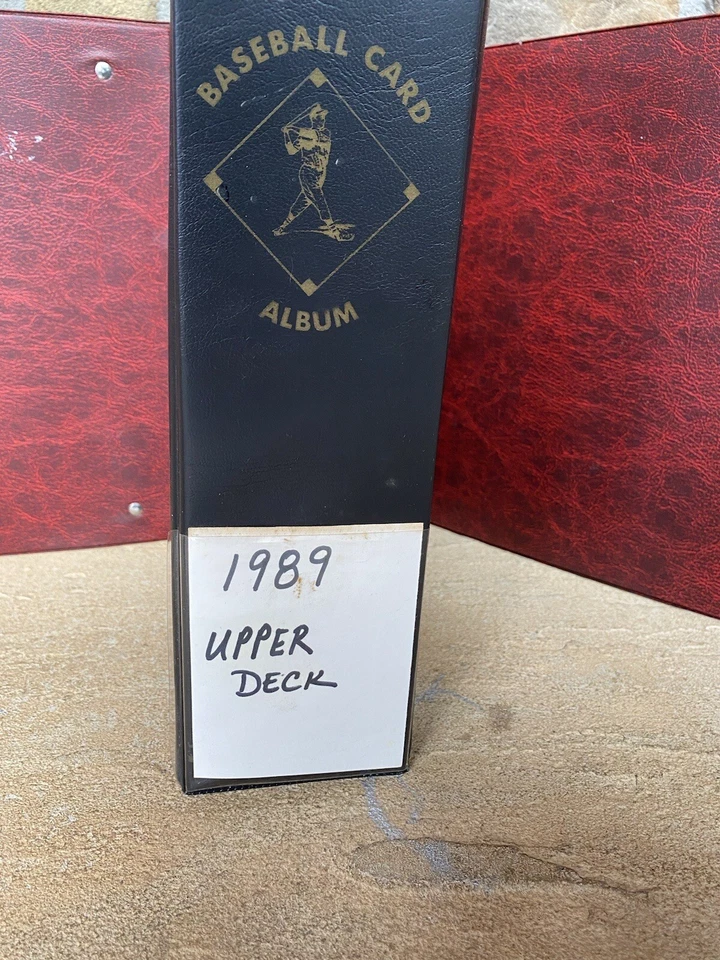 BASEBALL CARD
ALBUM
1989
UPPER
DECK